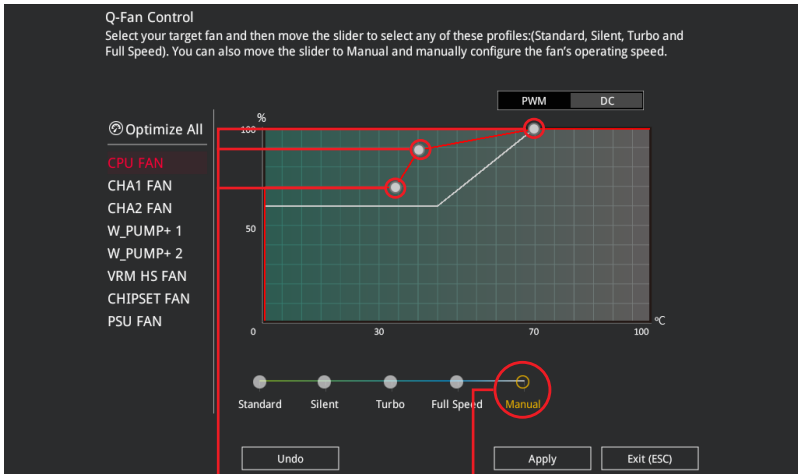 Q-Fan Control
Select your target fan and then move the slider to select any of these profiles:(Standard, Silent, Turbo and
Full Speed). You can also move the slider to Manual and manually configure the fan's operating speed.
PWM DC
Optimize All
CPU FAN
CHA1 FAN
CHA2 FAN
W_PUMP+ 1
W_PUMP+ 2
VRM HS FAN
CHIPSET FAN
PSU FAN
%
100
50
0 30 70 100
ºC
Standard Silent Turbo Full Speed Manual
Undo Apply Exit (ESC)